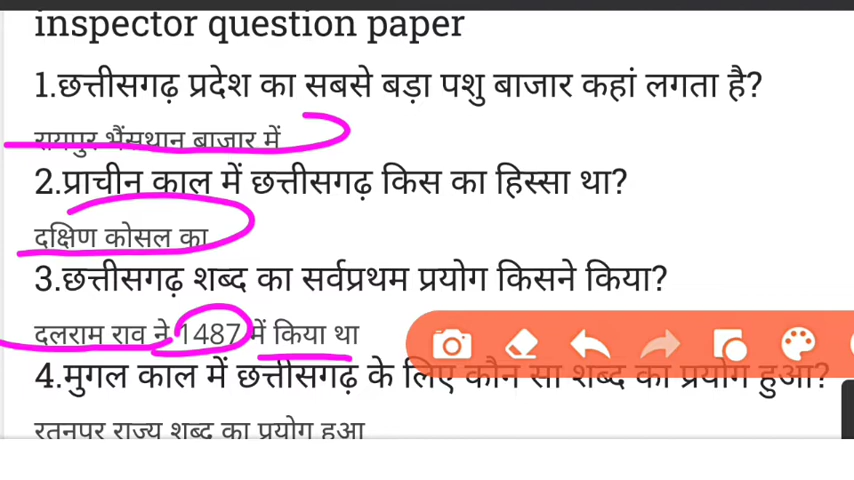 inspector question paper
1.छत्तीसगढ़ प्रदेश का सबसे बड़ा पशु बाजार कहां लगता है?
रायपुर भैंसथान बाजार में
2.प्राचीन काल में छत्तीसगढ़ किस का हिस्सा था?
दक्षिण कोसल का
3.छत्तीसगढ़ शब्द का सर्वप्रथम प्रयोग किसने किया?
दलराम राव ने 1487 में किया था
4.मुगल काल में छत्तीसगढ़ के लिए कौन सा शब्द का प्रयोग हुआ?
रतनपुर राज्य शब्द का प्रयोग हुआ